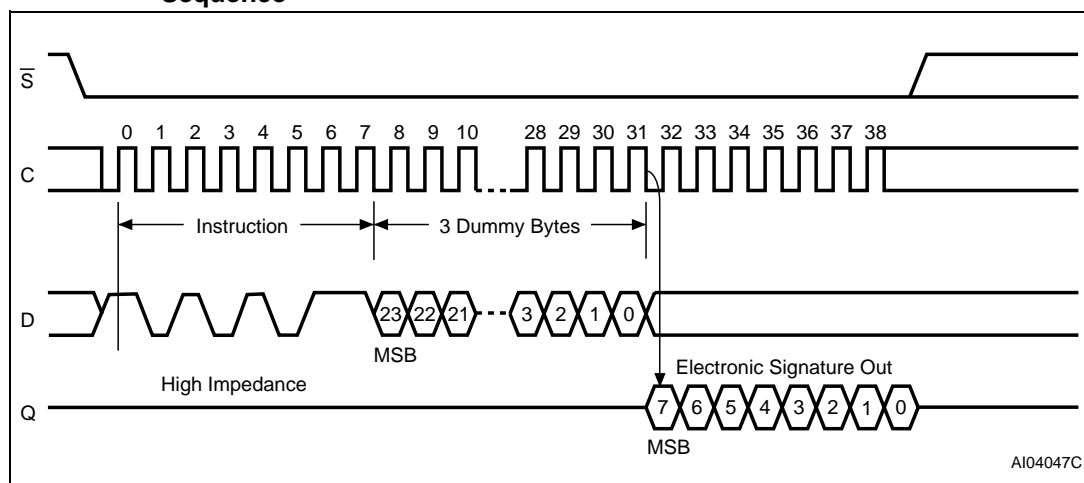 Sequence
S
0 1 2 3 4 5 6 7 8 9 10 28 29 30 31 32 33 34 35 36 37 38
C
Instruction 3 Dummy Bytes
D 23 22 21 3 2 1 0
MSB
High Impedance Electronic Signature Out
Q 7 6 5 4 3 2 1 0
MSB
AI04047C